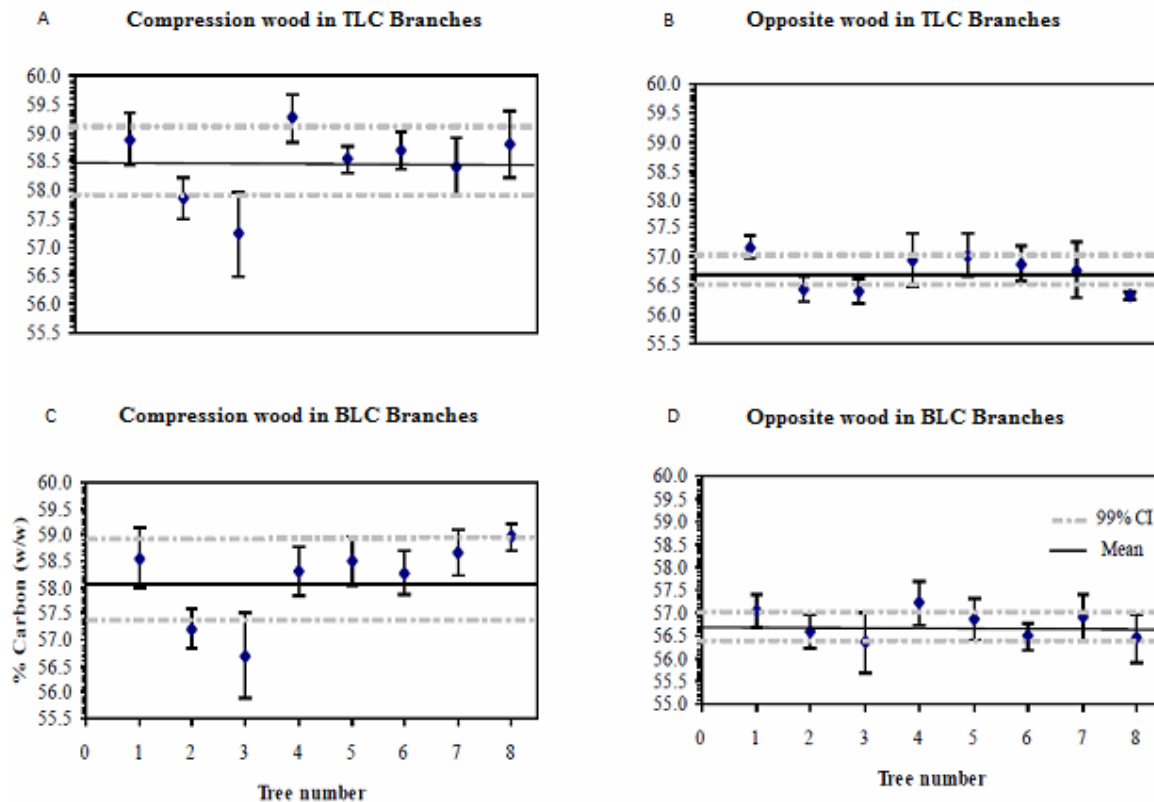 A
Compression wood in TLC Branches
60.0
59.5
59.0
58.5
58.0
57.5
57.0
56.5
56.0
55.5
B
Opposite wood in TLC Branches
60.0
59.5
59.0
58.5
58.0
57.5
57.0
56.5
56.0
55.5
C
Compression wood in BLC Branches
% Carbon (w/w)
60.0
59.5
59.0
58.5
58.0
57.5
57.0
56.5
56.0
55.5
0 1 2 3 4 5 6 7 8
Tree number
D
Opposite wood in BLC Branches
60.0
59.5
59.0
58.5
58.0
57.5
57.0
56.5
56.0
55.5
55.0
99% CI
Mean
0 1 2 3 4 5 6 7 8
Tree number